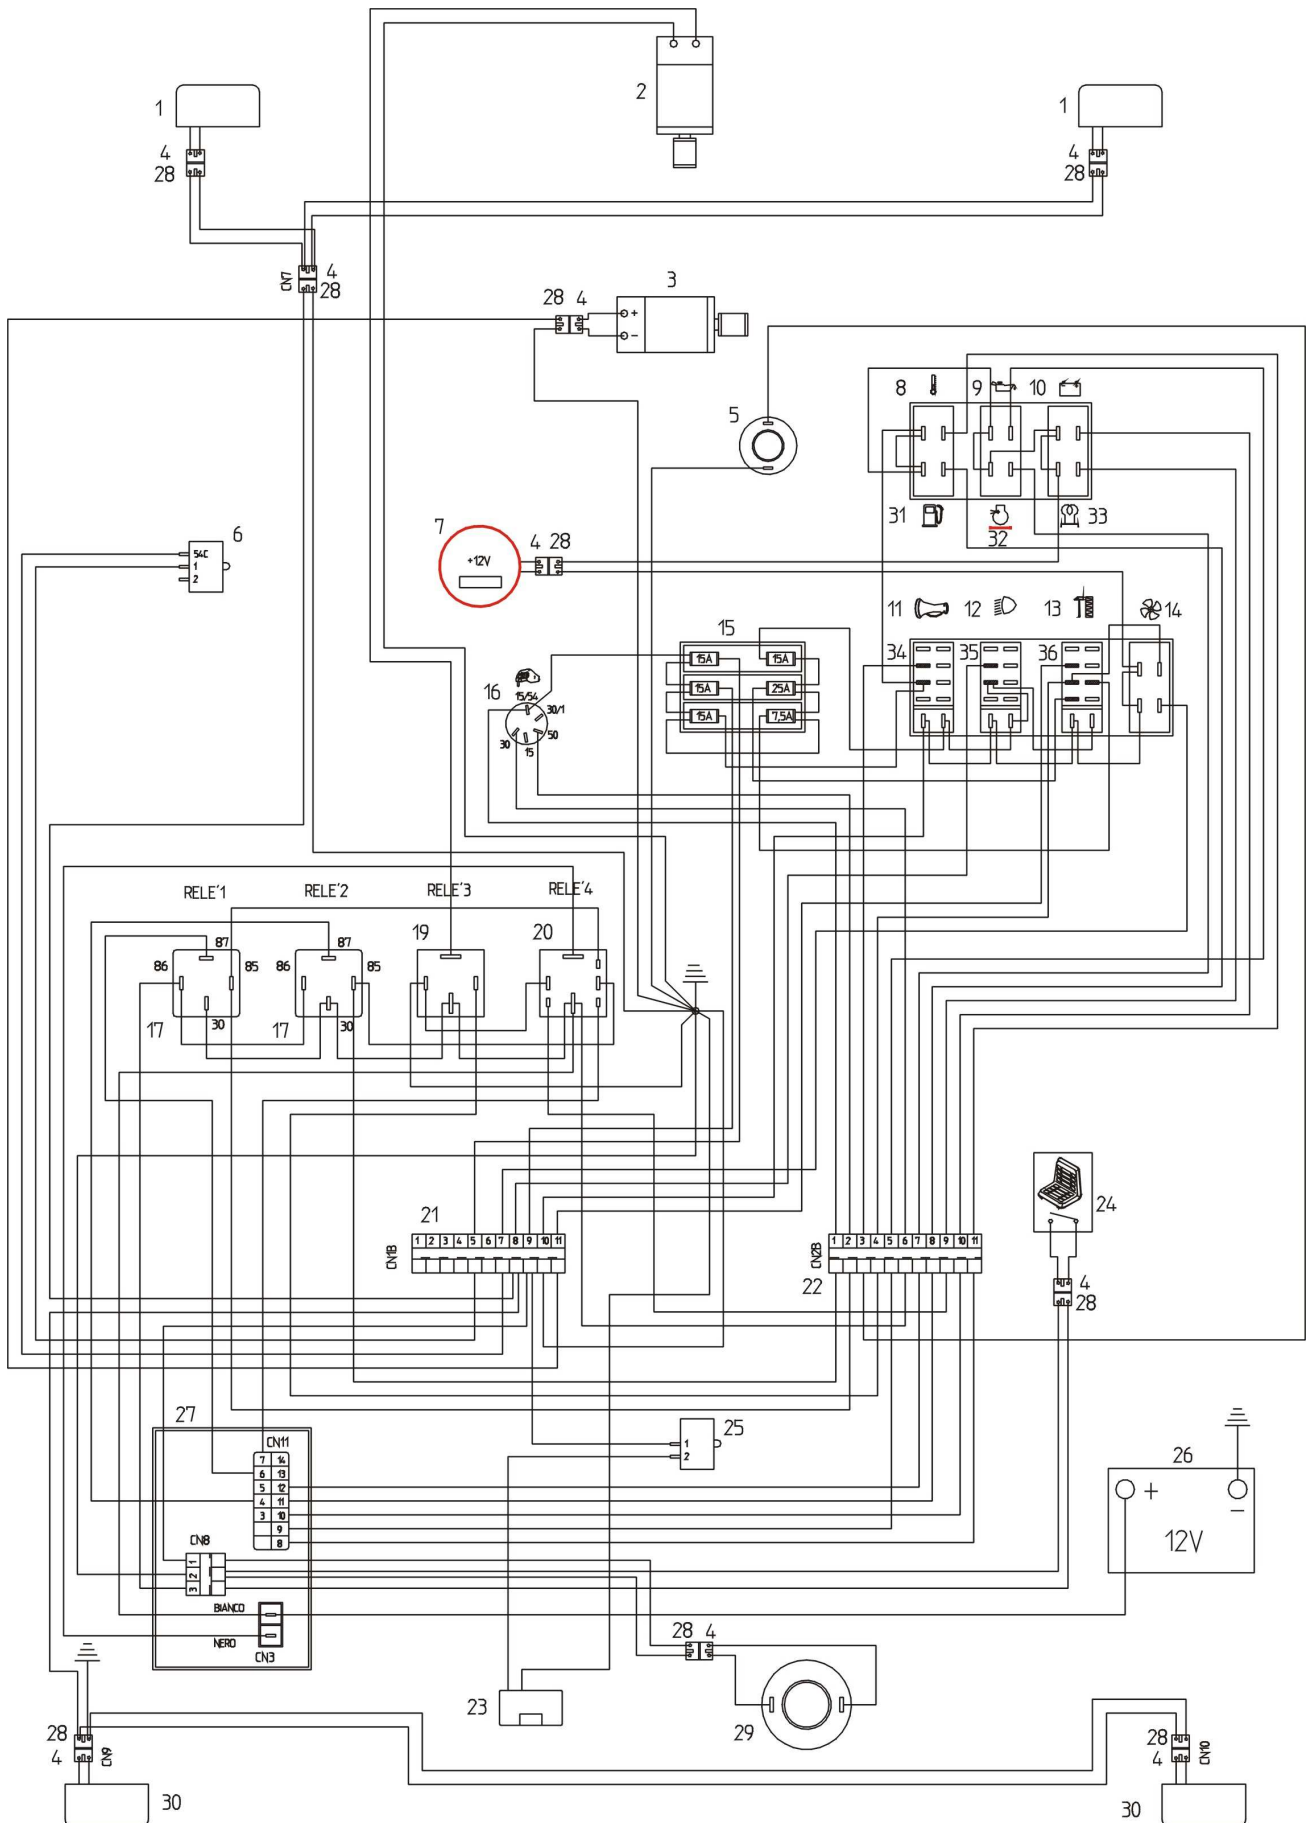 2
1
1
4
28
4
28
CN7
4
28
3
28 4
+
-
5
8 9 10
31 32 33
6
54C
1
2
7
+12V
4 28
11 12 13 14
15
15A 15A
15A 25A
15A 7,5A
34 35 36
16
15/54
30/1
30
15
50
RELE'1 RELE'2 RELE'3 RELE'4
87
86 85
30
17
87
86 85
30
17
19
20
21
CN1B
1 2 3 4 5 6 7 8 9 10 11
CN2B
1 2 3 4 5 6 7 8 9 10 11
22
24
4
28
27
CN11
7 14
6 13
5 12
4 11
3 10
9
8
CN8
1
2
3
BIANCO
NERO
CN3
25
1
2
26
+
-
12V
28 4
23
29
28
4
CN9
30
28
4
CN10
30